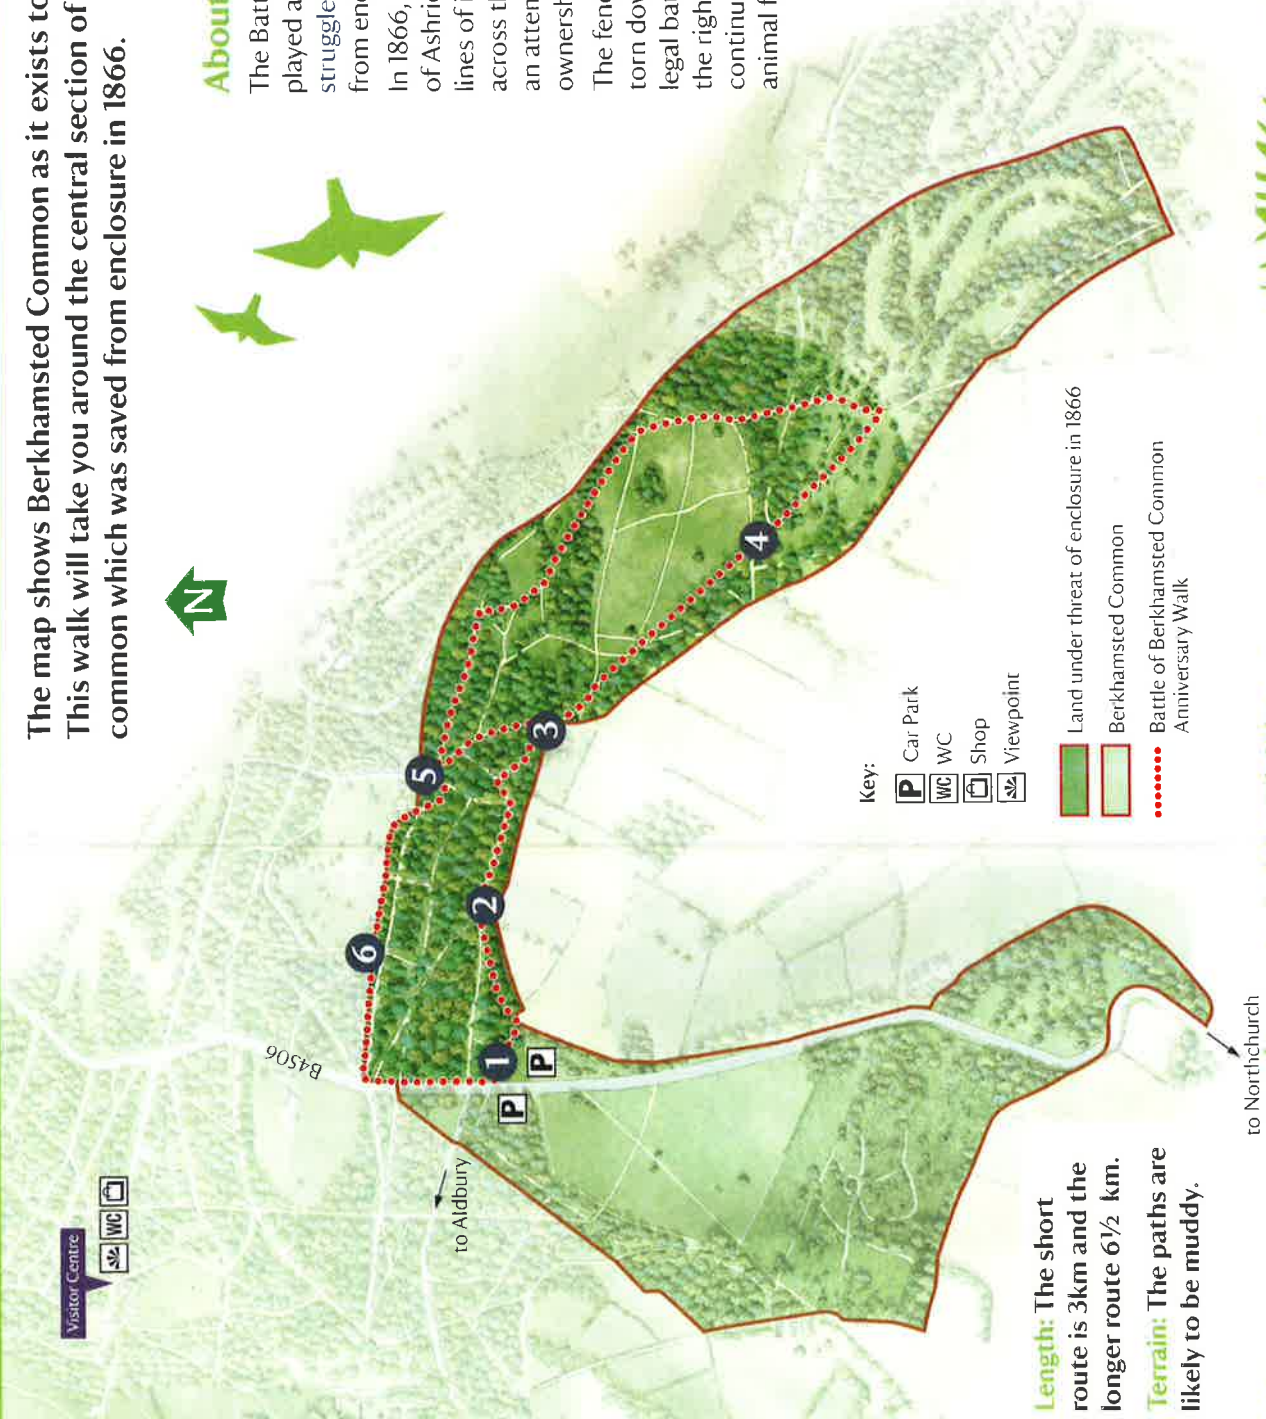 The map shows Berkhamsted Common as it exists to
This walk will take you around the central section of
common which was saved from enclosure in 1866.
About
The Batt
played a
struggle
from en
In 1866,
of Ashri
lines of i
across th
an atten
ownersh
The fenc
torn dov
legal bat
the righ
continu
animal f
N
Visitor Centre
WC
B4506
to Aldbury
P
P
1
2
3
4
5
6
Key:
P Car Park
WC WC
Shop
Viewpoint
Land under threat of enclosure in 1866
Berkhamsted Common
Battle of Berkhamsted Common
Anniversary Walk
to Northchurch
Length: The short
route is 3km and the
longer route 6½ km.
Terrain: The paths are
likely to be muddy.